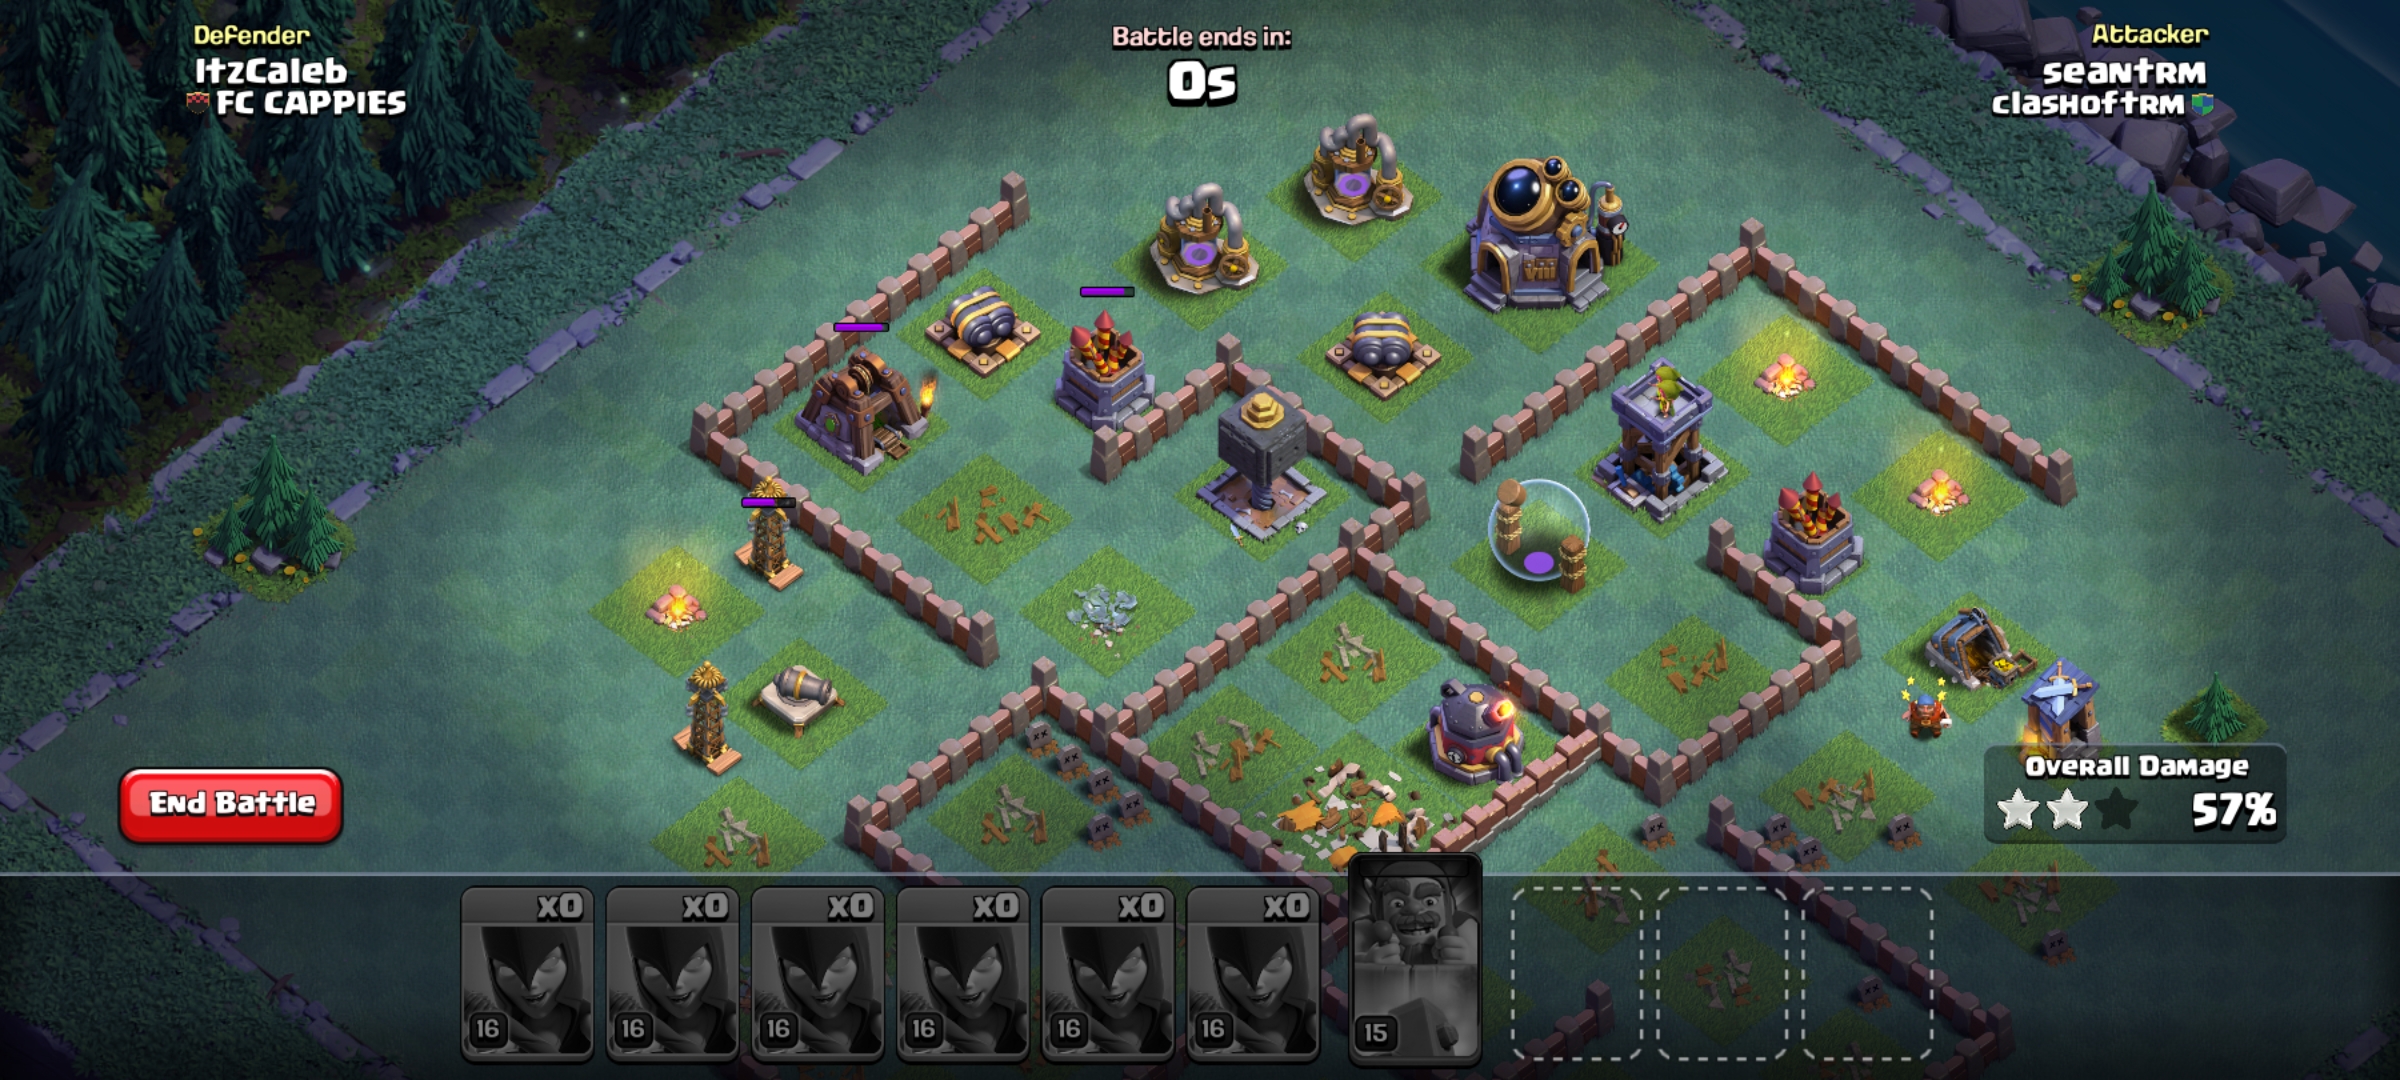 Defender
ItzCaleb
FC CAPPIES
Battle ends in:
0s
Attacker
seantRM
clashoftRM
VIII
End Battle
Overall Damage
57%
x0
x0
x0
x0
x0
x0
16
16
16
16
16
16
15